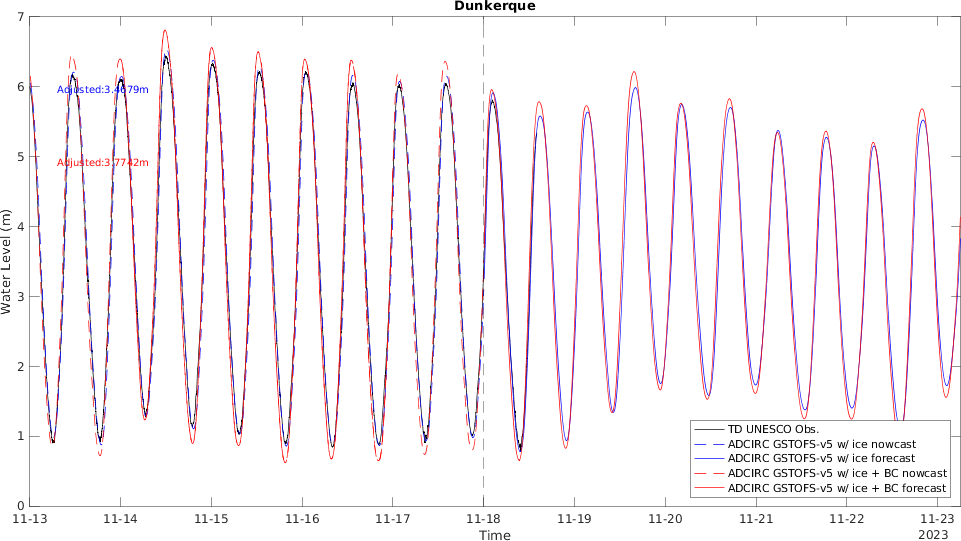 Dunkerque
7
6
5
4
3
2
1
0
Water Level (m)
Adjusted:3.4679m
Adjusted:3.7742m
TD UNESCO Obs.
ADCIRC GSTOFS-v5 w/ ice nowcast
ADCIRC GSTOFS-v5 w/ ice forecast
ADCIRC GSTOFS-v5 w/ ice + BC nowcast
ADCIRC GSTOFS-v5 w/ ice + BC forecast
11-13 11-14 11-15 11-16 11-17 11-18 11-19 11-20 11-21 11-22 11-23
Time 2023